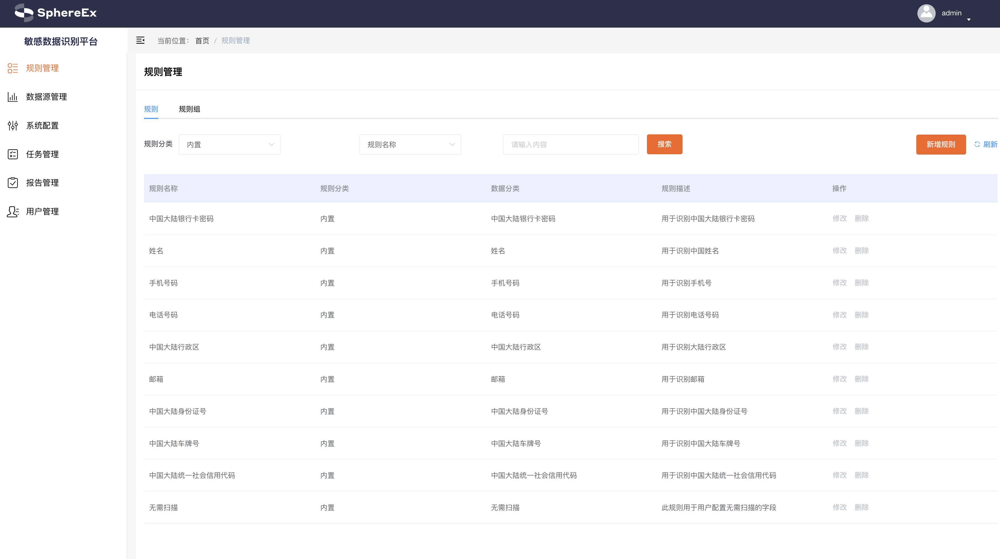 SphereEx
admin
敏感数据识别平台
当前位置： 首页 / 规则管理
规则管理
数据源管理
系统配置
任务管理
报告管理
用户管理
规则管理
规则 规则组
规则分类 内置 规则名称 请输入内容 搜索 新增规则 刷新
规则名称 规则分类 数据分类 规则描述 操作
中国大陆银行卡密码 内置 中国大陆银行卡密码 用于识别中国大陆银行卡密码 修改 删除
姓名 内置 姓名 用于识别中国姓名 修改 删除
手机号码 内置 手机号码 用于识别手机号 修改 删除
电话号码 内置 电话号码 用于识别电话号码 修改 删除
中国大陆行政区 内置 中国大陆行政区 用于识别大陆行政区 修改 删除
邮箱 内置 邮箱 用于识别邮箱 修改 删除
中国大陆身份证号 内置 中国大陆身份证号 用于识别中国大陆身份证号 修改 删除
中国大陆车牌号 内置 中国大陆车牌号 用于识别中国大陆车牌号 修改 删除
中国大陆统一社会信用代码 内置 中国大陆统一社会信用代码 用于识别中国大陆统一社会信用代码 修改 删除
无需扫描 内置 无需扫描 此规则用于用户配置无需扫描的字段 修改 删除